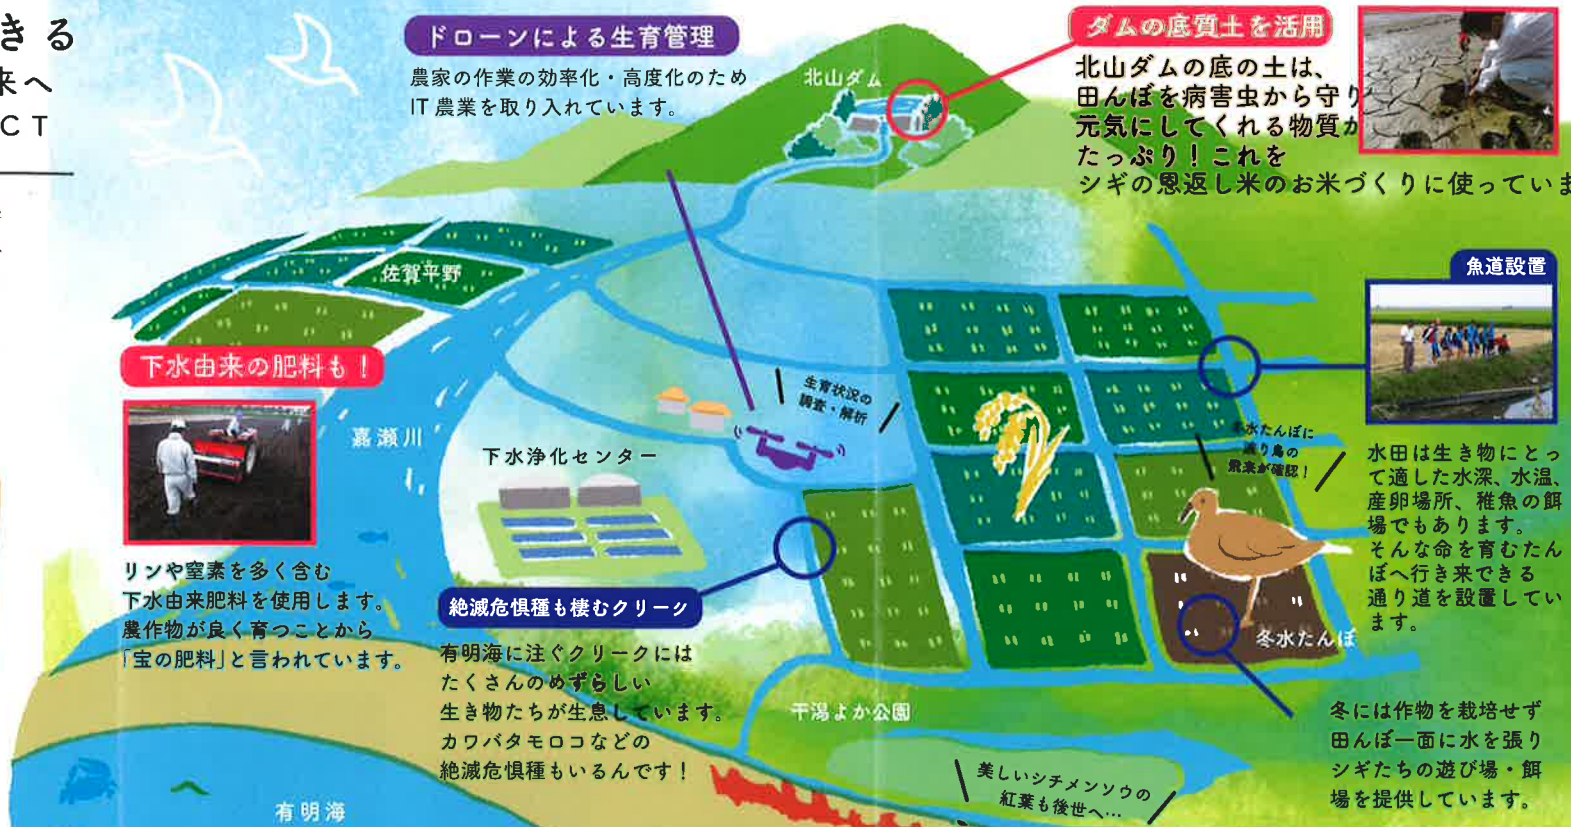 きる
来へ
CT
ドローンによる生育管理
農家の作業の効率化・高度化のため
IT農業を取り入れています。
北山ダム
ダムの底質土を活用
北山ダムの底の土は、
田んぼを病害虫から守り
元気にしてくれる物質が
たっぷり！これを
シギの恩返し米のお米づくりに使っていま
佐賀平野
魚道設置
下水由来の肥料も！
生育状況の
調査・解析
嘉瀬川
下水浄化センター
冬水たんぼに
渡り鳥の
飛来が確認！
水田は生き物にとっ
て適した水深、水温、
産卵場所、稚魚の餌
場でもあります。
そんな命を育むたん
ぼへ行き来できる
通り道を設置してい
ます。
リンや窒素を多く含む
下水由来肥料を使用します。
農作物が良く育つことから
「宝の肥料」と言われています。
絶滅危惧種も棲むクリーク
有明海に注ぐクリークには
たくさんのめずらしい
生き物たちが生息しています。
カワバタモロコなどの
絶滅危惧種もいるんです！
冬水たんぼ
干潟よか公園
冬には作物を栽培せず
田んぼ一面に水を張り
シギたちの遊び場・餌
場を提供しています。
美しいシチメンソウの
紅葉も後世へ…
有明海